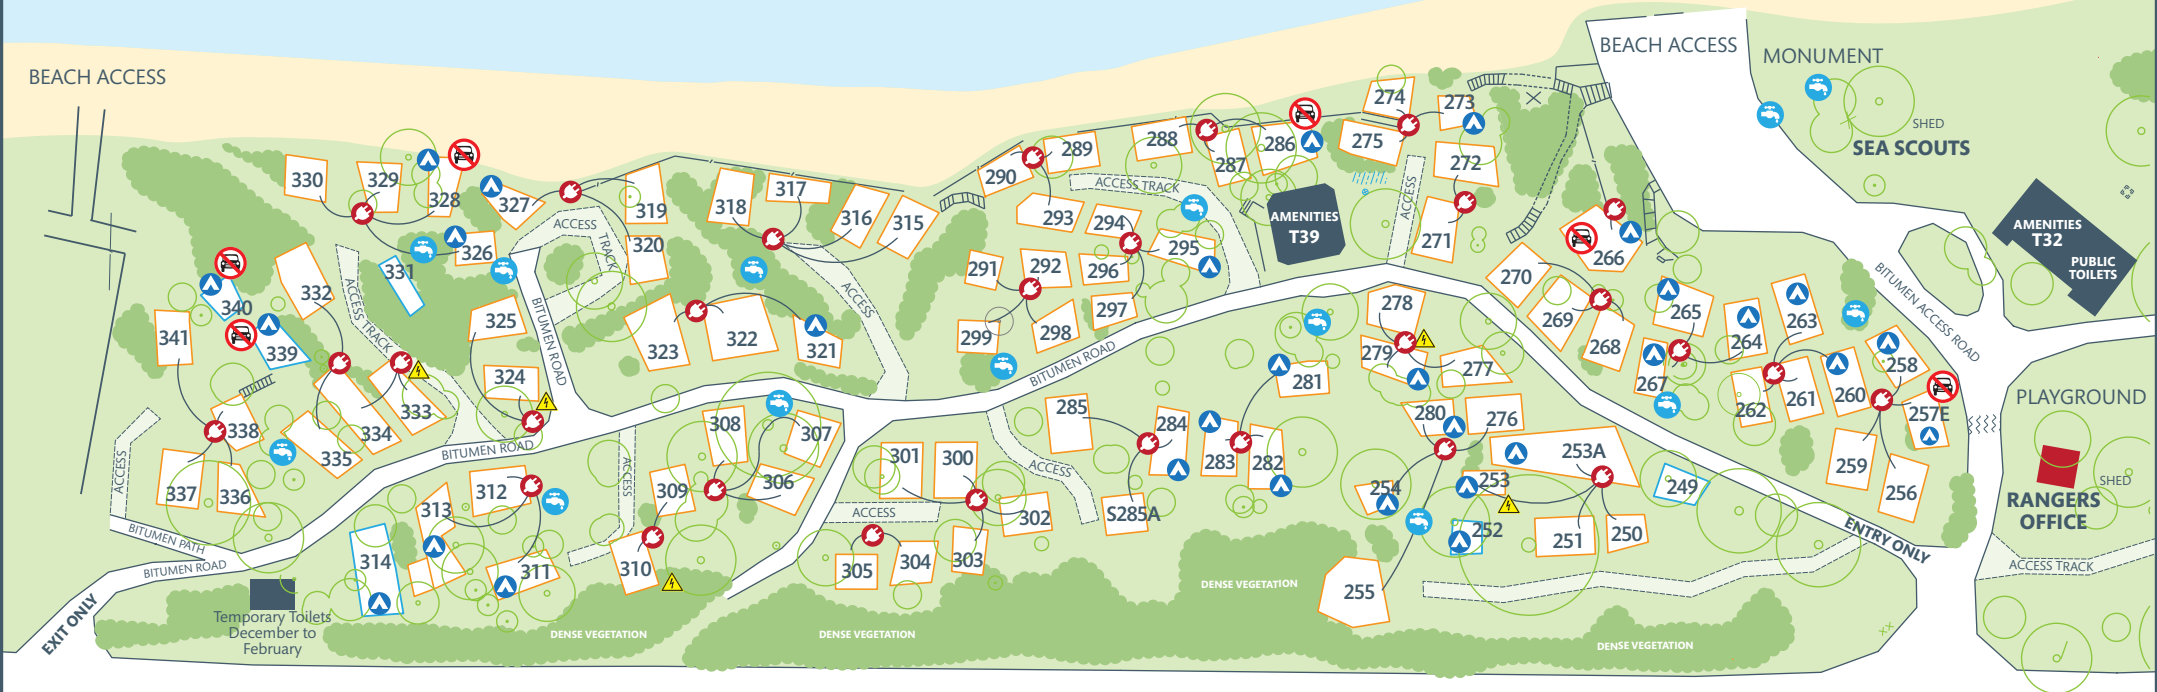 BEACH ACCESS
BEACH ACCESS
MONUMENT
SHED
SEA SCOUTS
AMENITIES
T32
PUBLIC
TOILETS
AMENITIES
T39
330
329
328
327
326
331
319
320
318
317
316
315
290
289
288
287
286
275
274
273
272
271
293
294
295
291
292
296
297
298
299
ACCESS TRACK
ACCESS
ACCESS
TRACK
ACCESS
ACCESS TRACK
BITUMEN ROAD
BITUMEN ROAD
BITUMEN ACCESS ROAD
340
339
341
332
325
324
323
322
321
333
334
335
338
337
336
ACCESS
BITUMEN PATH
BITUMEN ROAD
BITUMEN ROAD
EXIT ONLY
Temporary Toilets
December to
February
314
313
312
311
310
309
308
307
306
ACCESS
301
300
302
303
304
305
ACCESS
ACCESS
285
284
S285A
283
282
281
278
279
277
280
276
270
269
268
266
265
267
264
263
262
261
260
258
257E
259
256
253A
253
254
252
251
250
249
255
ENTRY ONLY
PLAYGROUND
SHED
RANGERS
OFFICE
ACCESS TRACK
DENSE VEGETATION
DENSE VEGETATION
DENSE VEGETATION
DENSE VEGETATION